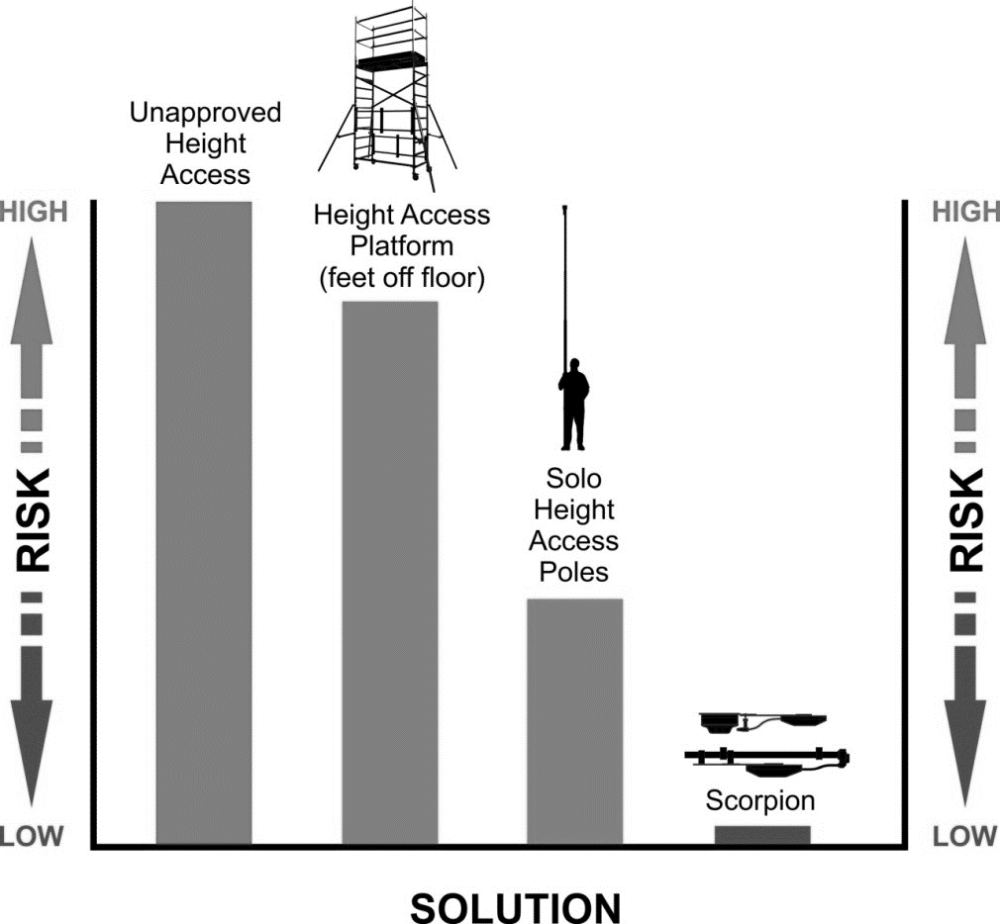 Unapproved
Height
Access
Height Access
Platform
(feet off floor)
HIGH
HIGH
Solo
Height
Access
Poles
RISK
RISK
Scorpion
LOW
LOW
SOLUTION